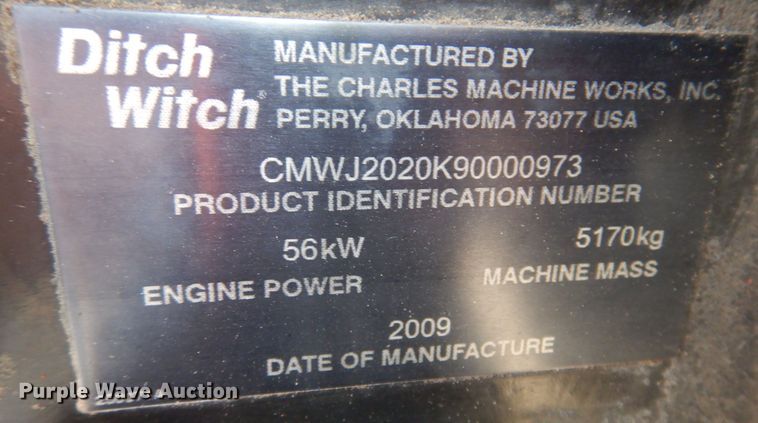 Ditch
Witch®
MANUFACTURED BY
THE CHARLES MACHINE WORKS, INC.
PERRY, OKLAHOMA 73077 USA
CMWJ2020K90000973
PRODUCT IDENTIFICATION NUMBER
56kW
ENGINE POWER
5170kg
MACHINE MASS
2009
DATE OF MANUFACTURE
Purple Wave Auction